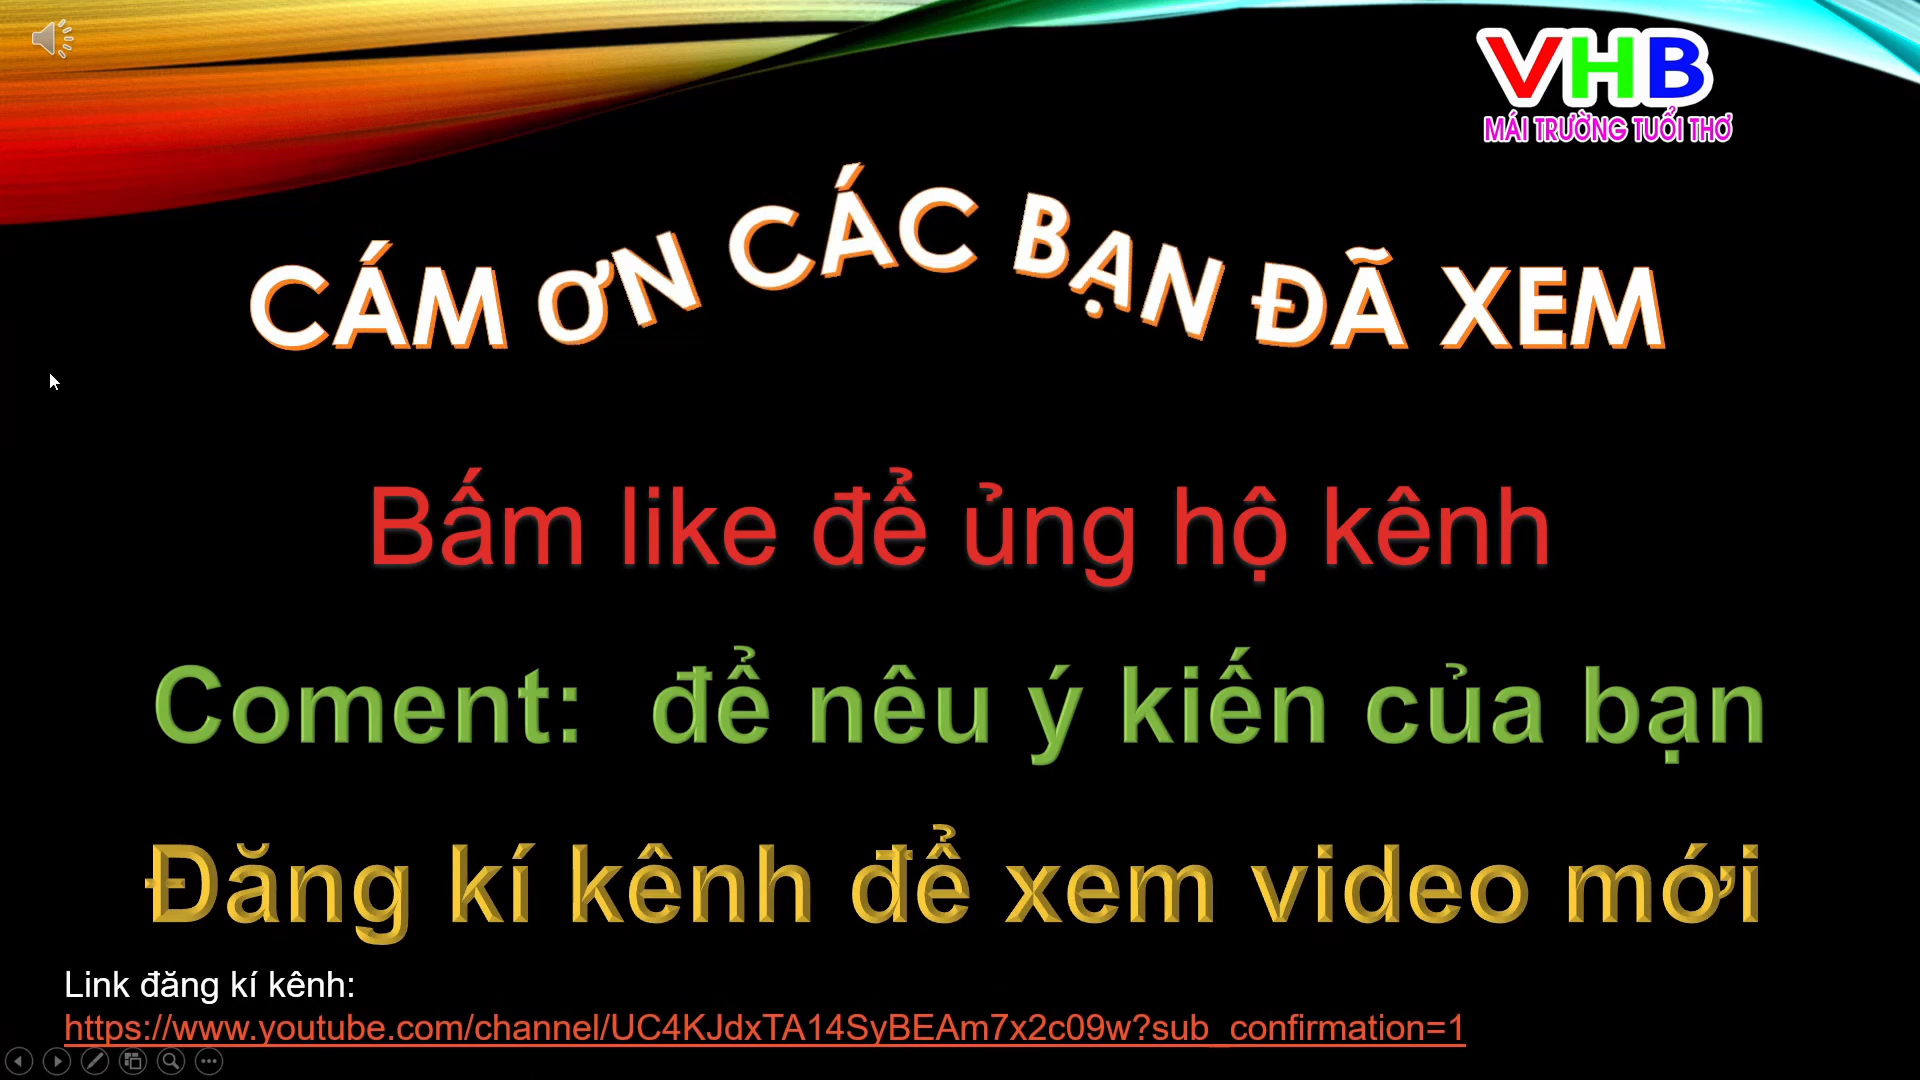 VHB
MÁI TRƯỜNG TUỔI THƠ
CÁM ƠN CÁC BẠN ĐÃ XEM
Bấm like để ủng hộ kênh
Coment:  để nêu ý kiến của bạn
Đăng kí kênh để xem video mới
Link đăng kí kênh:
https://www.youtube.com/channel/UC4KJdxTA14SyBEAm7x2c09w?sub_confirmation=1